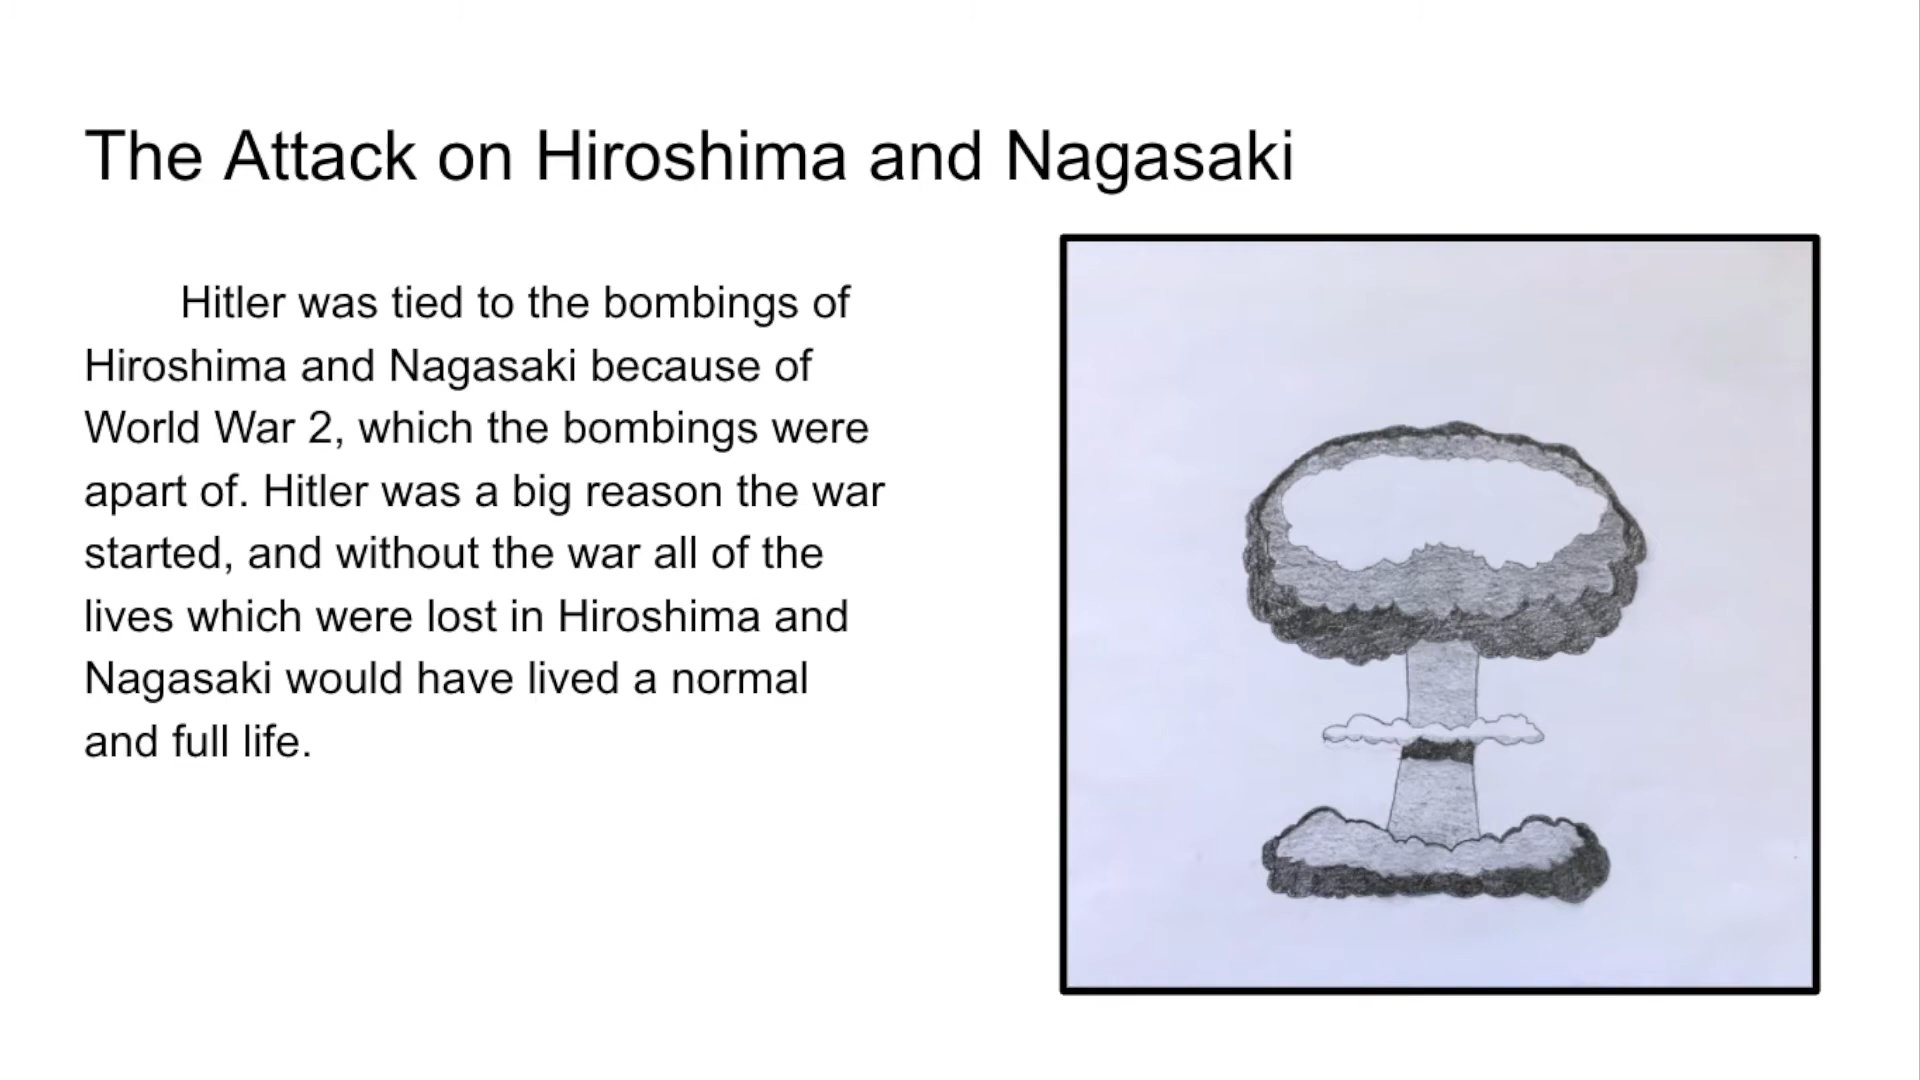 The Attack on Hiroshima and Nagasaki
Hitler was tied to the bombings of
Hiroshima and Nagasaki because of
World War 2, which the bombings were
apart of. Hitler was a big reason the war
started, and without the war all of the
lives which were lost in Hiroshima and
Nagasaki would have lived a normal
and full life.